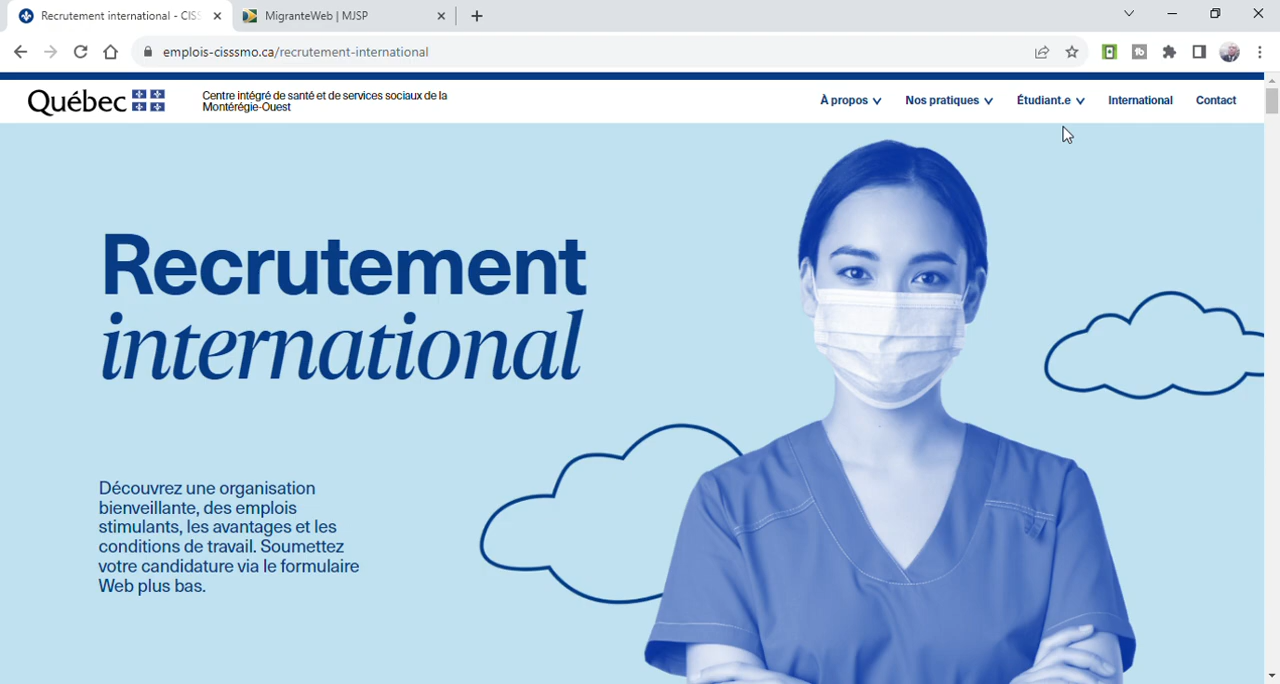 Recrutement international - CISS
MigranteWeb | MJSP
emplois-cisssmo.ca/recrutement-international
Québec
Centre intégré de santé et de services sociaux de la
Montérégie-Ouest
À propos
Nos pratiques
Étudiant.e
International
Contact
Recrutement
international
Découvrez une organisation
bienveillante, des emplois
stimulants, les avantages et les
conditions de travail. Soumettez
votre candidature via le formulaire
Web plus bas.